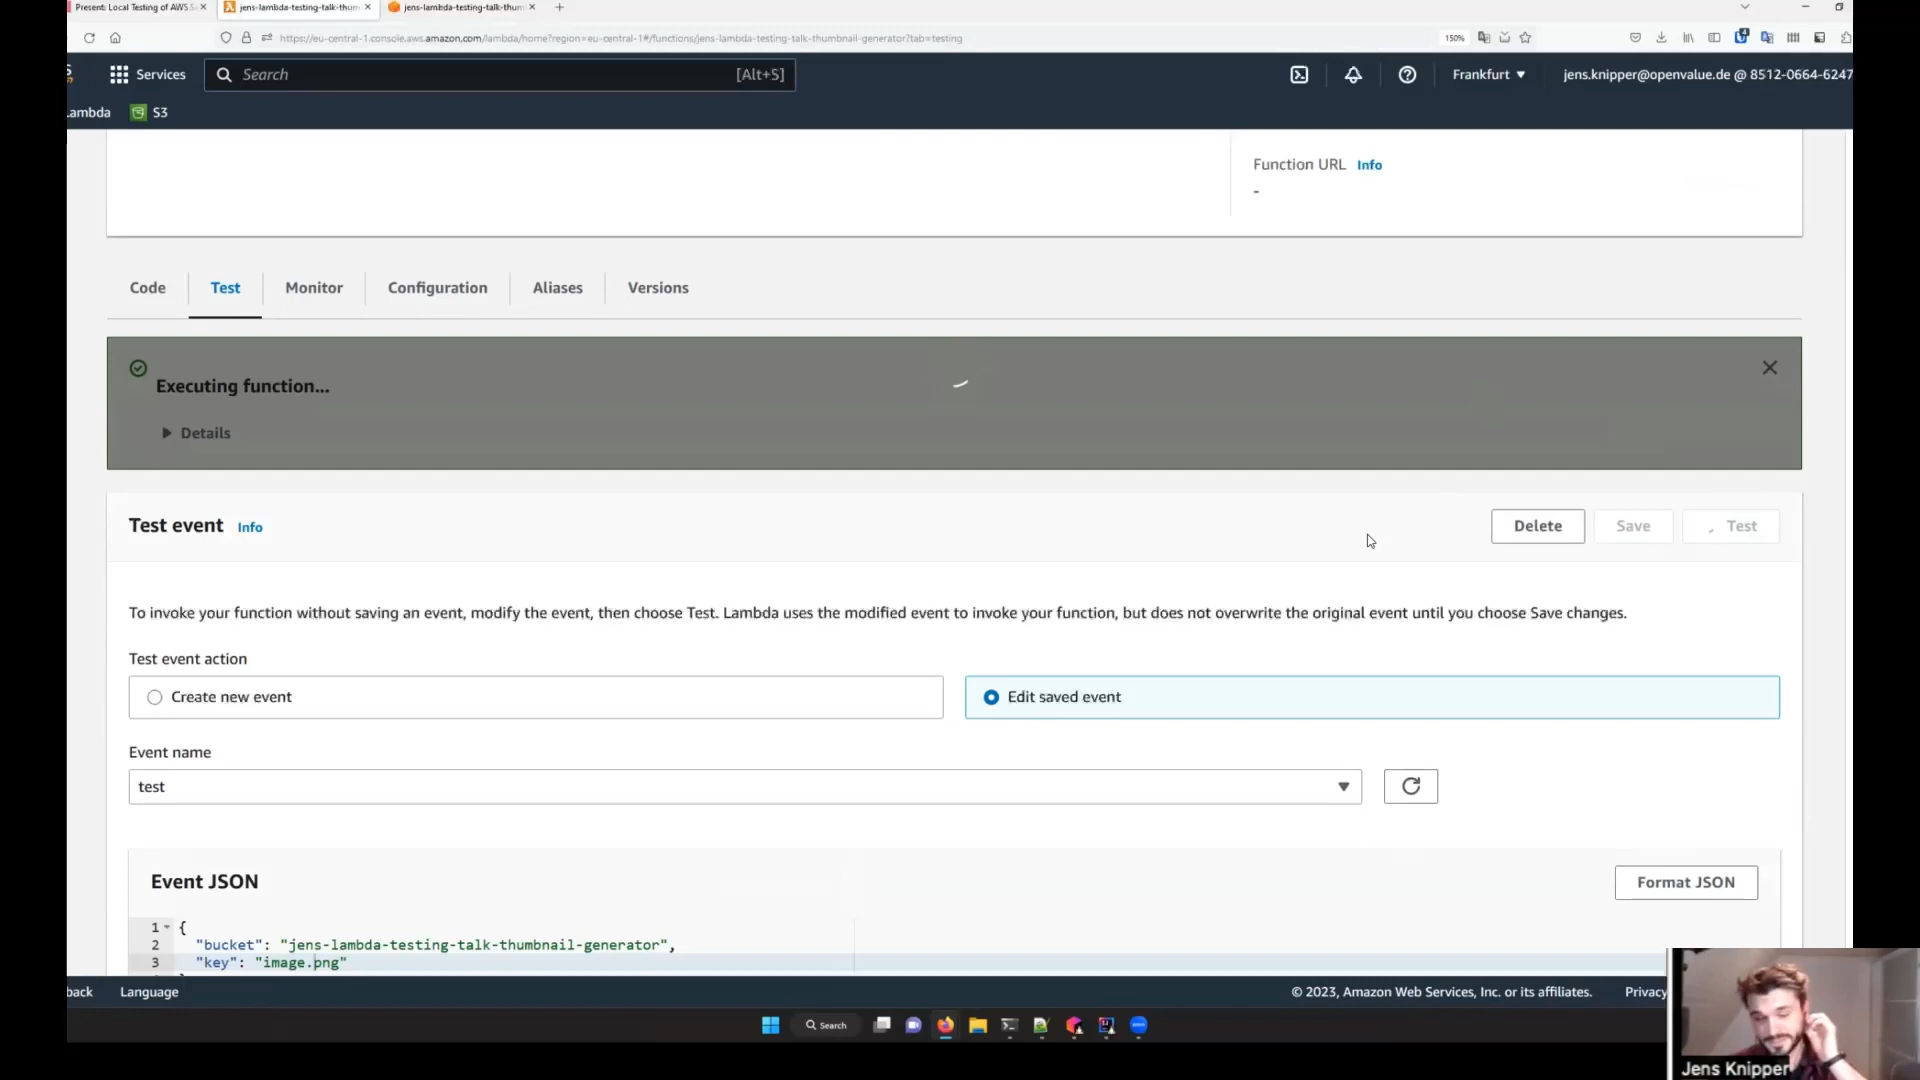 Present: Local Testing of AWS S
jens-lambda-testing-talk-thum
jens-lambda-testing-talk-thum
https://eu-central-1.console.aws.amazon.com/lambda/home?region=eu-central-1#/functions/jens-lambda-testing-talk-thumbnail-generator?tab=testing
150%
Services
Search
[Alt+S]
Frankfurt
jens.knipper@openvalue.de @ 8512-0664-6247
ambda
S3
Function URL Info
-
Code
Test
Monitor
Configuration
Aliases
Versions
Executing function...
Details
Test event Info
Delete
Save
Test
To invoke your function without saving an event, modify the event, then choose Test. Lambda uses the modified event to invoke your function, but does not overwrite the original event until you choose Save changes.
Test event action
Create new event
Edit saved event
Event name
test
Event JSON
Format JSON
1 {
2 "bucket": "jens-lambda-testing-talk-thumbnail-generator",
3 "key": "image.png"
back
Language
© 2023, Amazon Web Services, Inc. or its affiliates.
Privacy
Search
Jens Knipper